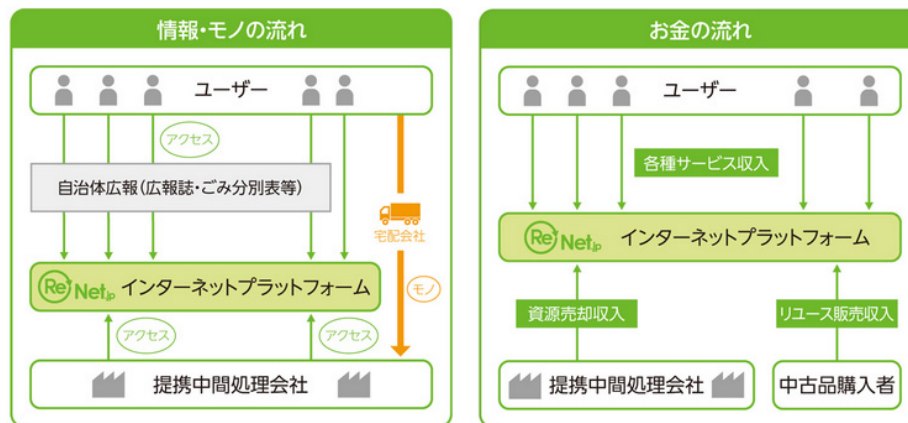 情報・モノの流れ
ユーザー
アクセス
自治体広報(広報誌・ごみ分別表等)
宅配会社
ReNet.jp インターネットプラットフォーム
モノ
アクセス
アクセス
提携中間処理会社
お金の流れ
ユーザー
各種サービス収入
ReNet.jp インターネットプラットフォーム
資源売却収入
リユース販売収入
提携中間処理会社
中古品購入者